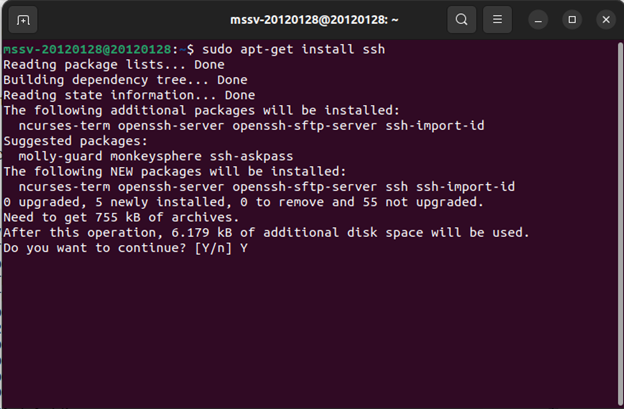 mssv-20120128@20120128: ~
mssv-20120128@20120128:~$ sudo apt-get install ssh
Reading package lists... Done
Building dependency tree... Done
Reading state information... Done
The following additional packages will be installed:
  ncurses-term openssh-server openssh-sftp-server ssh-import-id
Suggested packages:
  molly-guard monkeysphere ssh-askpass
The following NEW packages will be installed:
  ncurses-term openssh-server openssh-sftp-server ssh ssh-import-id
0 upgraded, 5 newly installed, 0 to remove and 55 not upgraded.
Need to get 755 kB of archives.
After this operation, 6.179 kB of additional disk space will be used.
Do you want to continue? [Y/n] Y